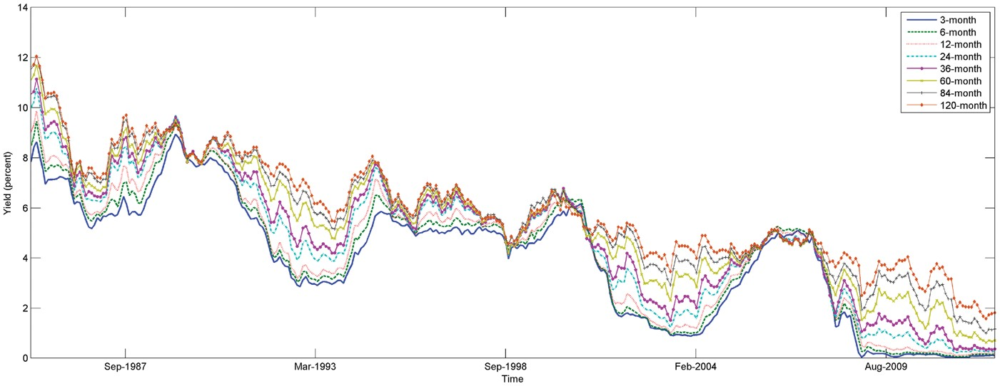 14
12
10
8
6
4
2
0
Yield (percent)
Sep-1987
Mar-1993
Sep-1998
Feb-2004
Aug-2009
Time
3-month
6-month
12-month
24-month
36-month
60-month
84-month
120-month